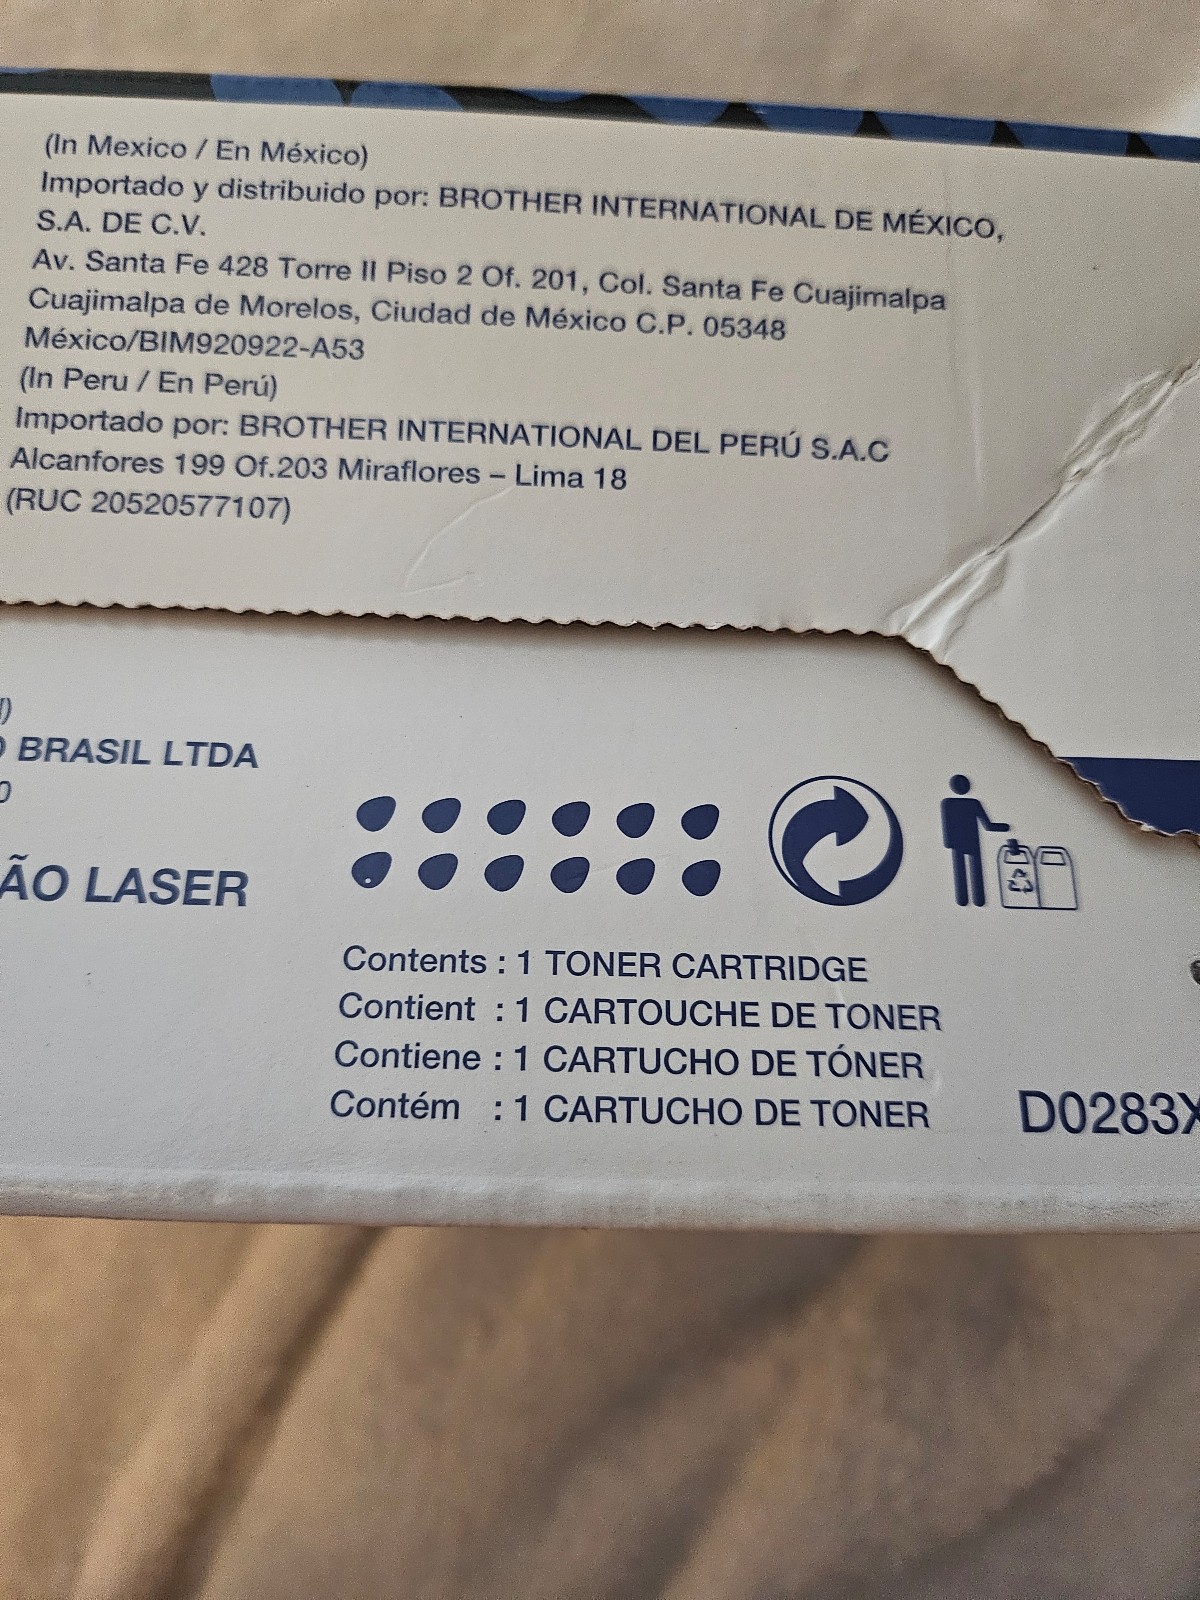 (In Mexico / En México)
Importado y distribuido por: BROTHER INTERNATIONAL DE MÉXICO,
S.A. DE C.V.
Av. Santa Fe 428 Torre II Piso 2 Of. 201, Col. Santa Fe Cuajimalpa
Cuajimalpa de Morelos, Ciudad de México C.P. 05348
México/BIM920922-A53
(In Peru / En Perú)
Importado por: BROTHER INTERNATIONAL DEL PERÚ S.A.C
Alcanfores 199 Of.203 Miraflores – Lima 18
(RUC 20520577107)
BRASIL LTDA
ÃO LASER
Contents : 1 TONER CARTRIDGE
Contient : 1 CARTOUCHE DE TONER
Contiene : 1 CARTUCHO DE TÓNER
Contém : 1 CARTUCHO DE TONER
D0283X